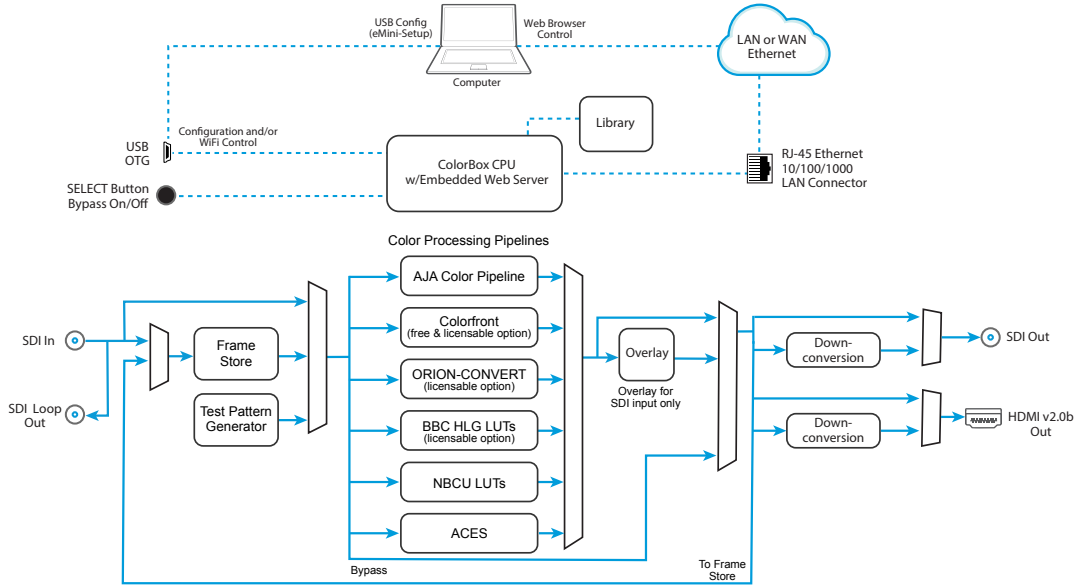 USB Config
(eMini-Setup)
Web Browser
Control
LAN or WAN
Ethernet
Computer
Library
USB
OTG
Configuration and/or
WiFi Control
ColorBox CPU
w/Embedded Web Server
RJ-45 Ethernet
10/100/1000
LAN Connector
SELECT Button
Bypass On/Off
Color Processing Pipelines
AJA Color Pipeline
Colorfront
(free & licensable option)
ORION-CONVERT
(licensable option)
BBC HLG LUTs
(licensable option)
NBCU LUTs
ACES
SDI In
SDI Loop
Out
Frame
Store
Test Pattern
Generator
Overlay
Overlay for
SDI input only
Down-
conversion
SDI Out
Down-
conversion
HDMI v2.0b
Out
Bypass
To Frame
Store